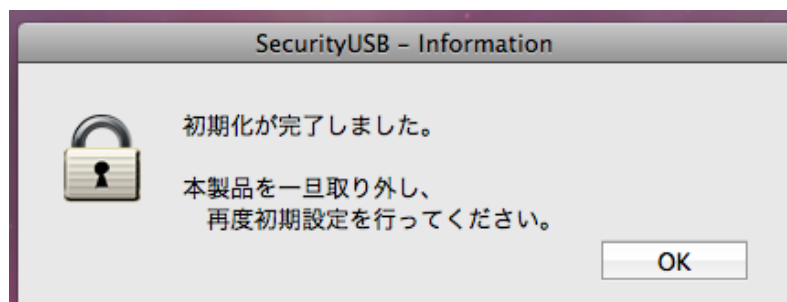 SecurityUSB – Information
初期化が完了しました。
本製品を一旦取り外し、
再度初期設定を行ってください。
OK